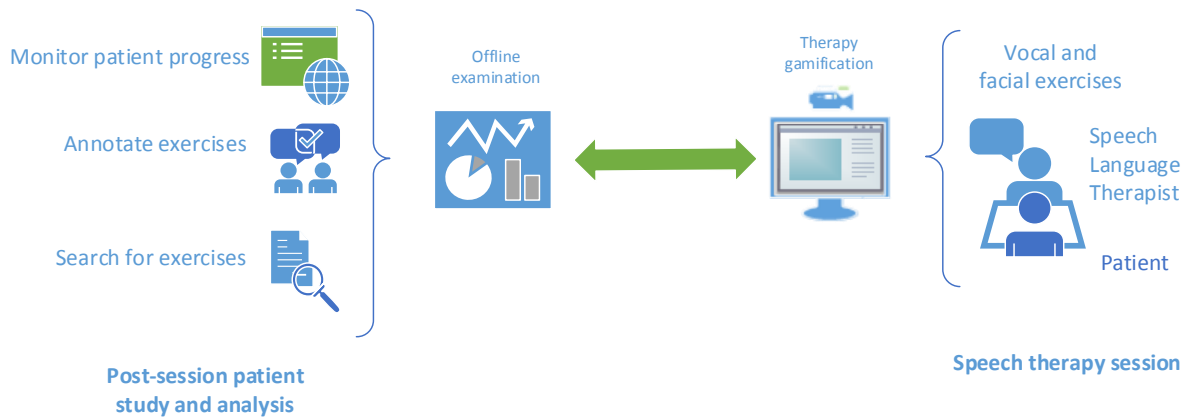 Monitor patient progress
Annotate exercises
Search for exercises
Post-session patient
study and analysis
Offline
examination
Therapy
gamification
Vocal and
facial exercises
Speech
Language
Therapist
Patient
Speech therapy session